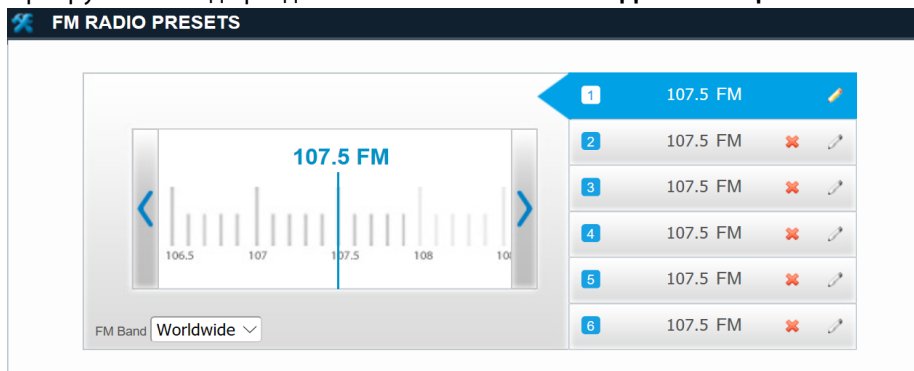 FM RADIO PRESETS
107.5 FM
106.5 107 107.5 108
FM Band Worldwide
1 107.5 FM
2 107.5 FM
3 107.5 FM
4 107.5 FM
5 107.5 FM
6 107.5 FM